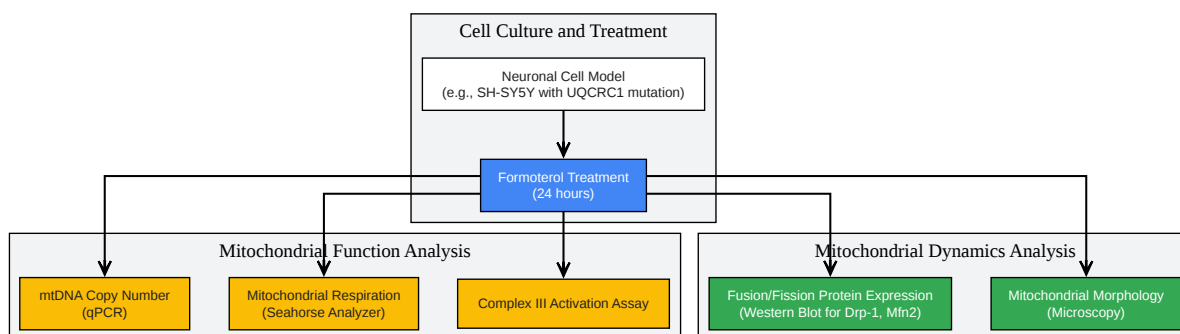 Cell Culture and Treatment
Neuronal Cell Model
(e.g., SH-SY5Y with UQCRC1 mutation)
Formoterol Treatment
(24 hours)
Mitochondrial Function Analysis
mtDNA Copy Number
(qPCR)
Mitochondrial Respiration
(Seahorse Analyzer)
Complex III Activation Assay
Mitochondrial Dynamics Analysis
Fusion/Fission Protein Expression
(Western Blot for Drp-1, Mfn2)
Mitochondrial Morphology
(Microscopy)